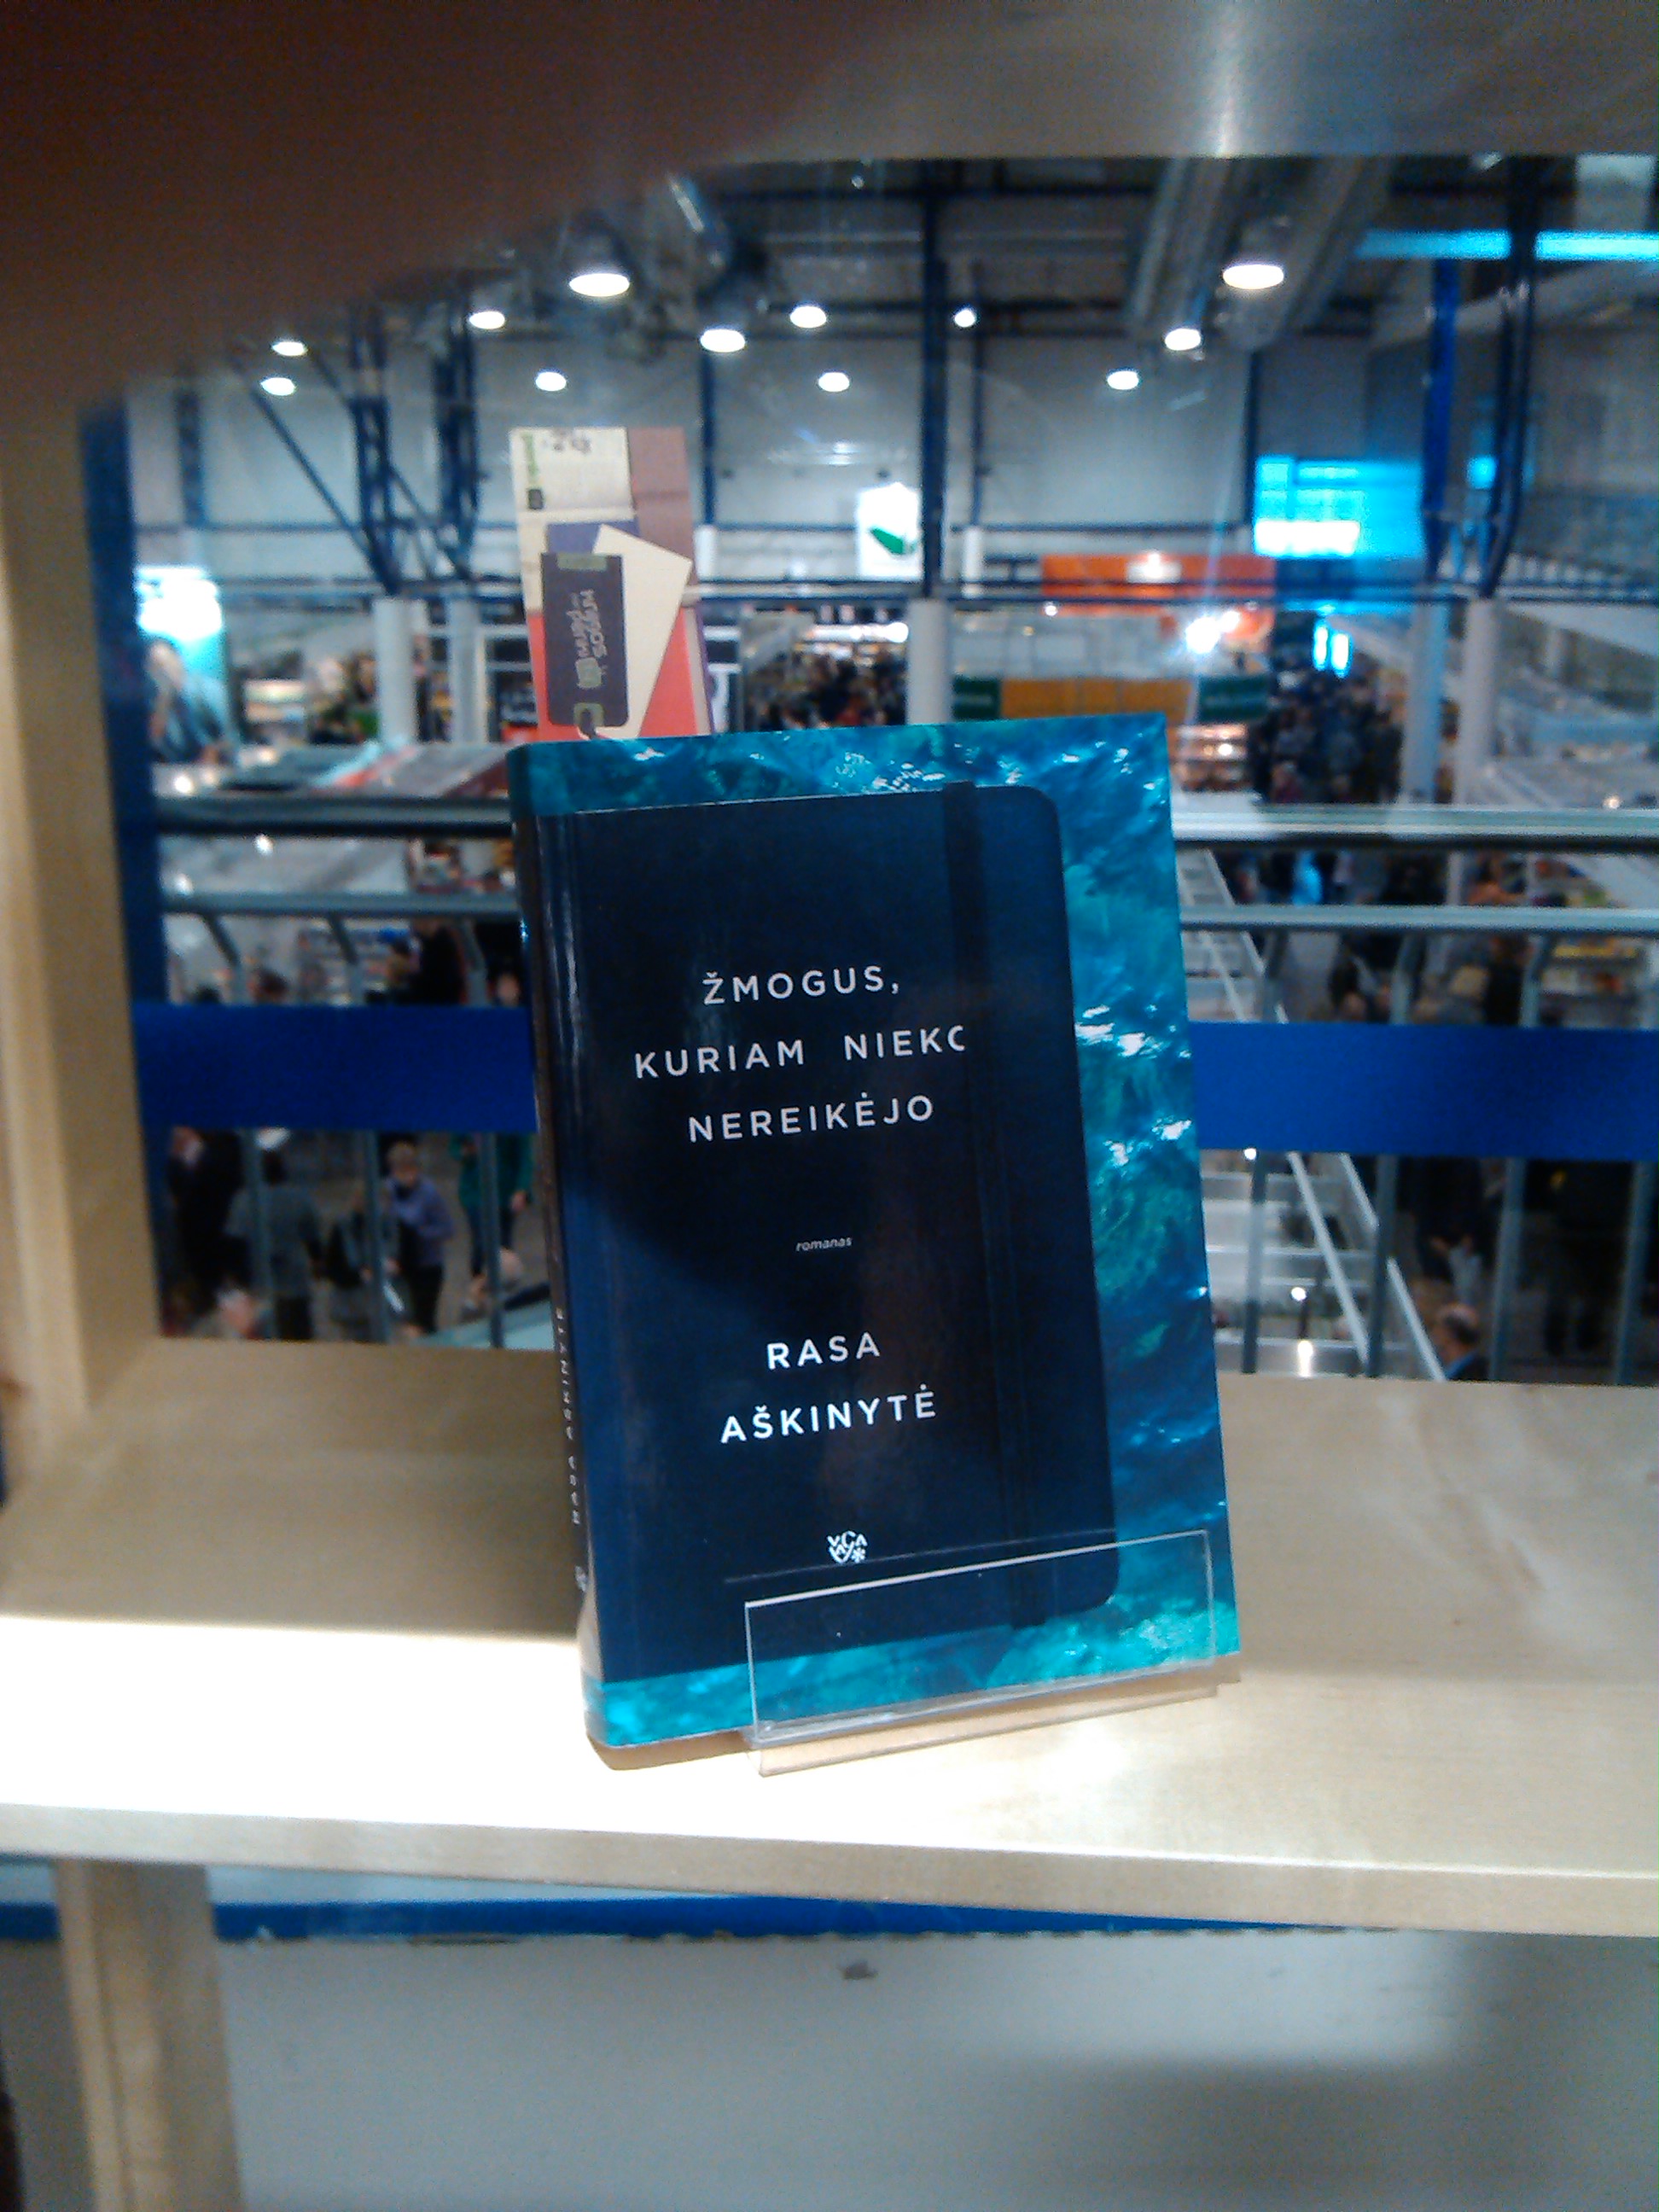 ŽMOGUS,
KURIAM NIEKO
NEREIKĖJO
romanas
RASA
AŠKINYTĖ
RASA AŠKINYTĖ